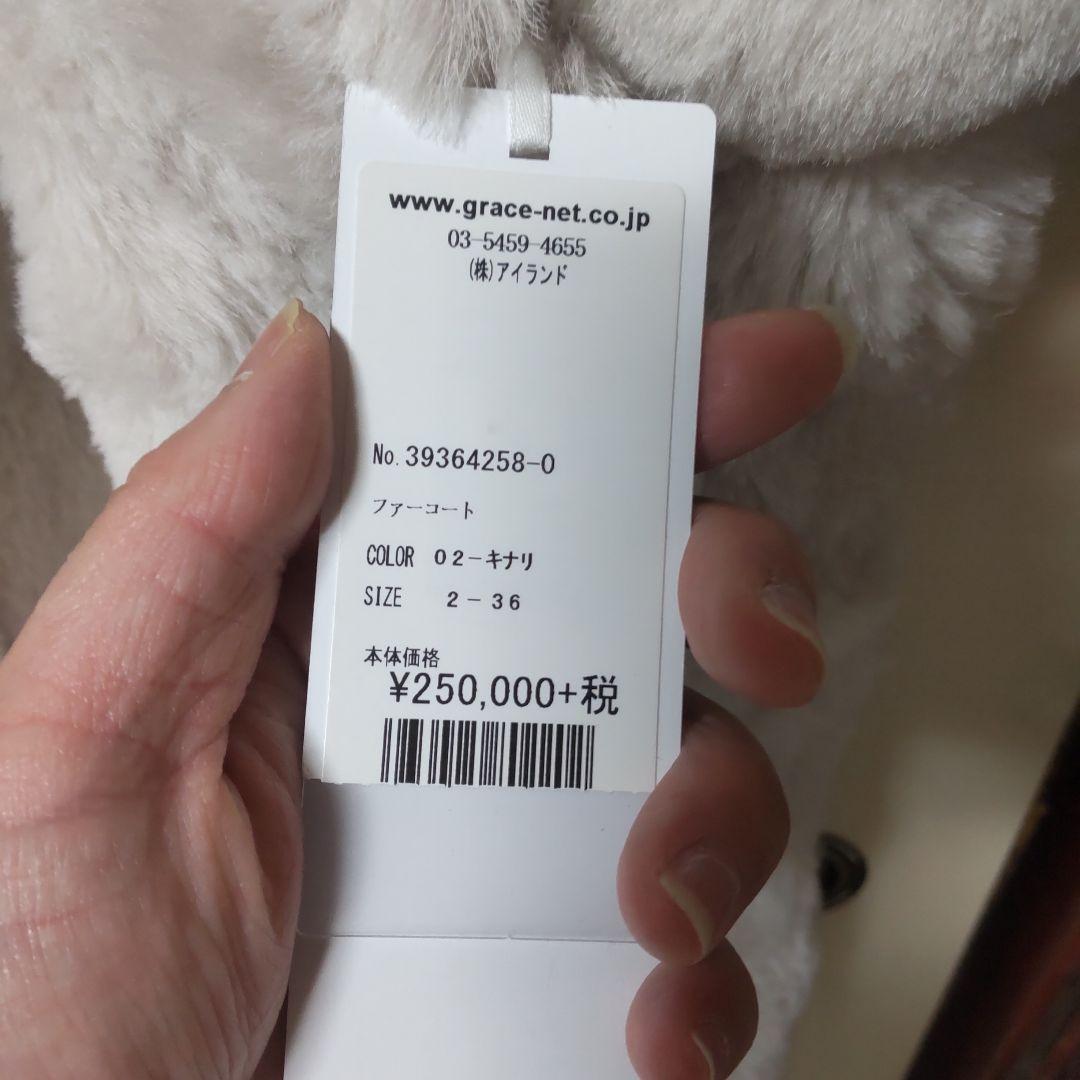 www.grace-net.co.jp
03-5459-4655
(株)アイランド
No. 39364258-0
ファーコート
COLOR 02-キナリ
SIZE 2-36
本体価格
¥250,000+税